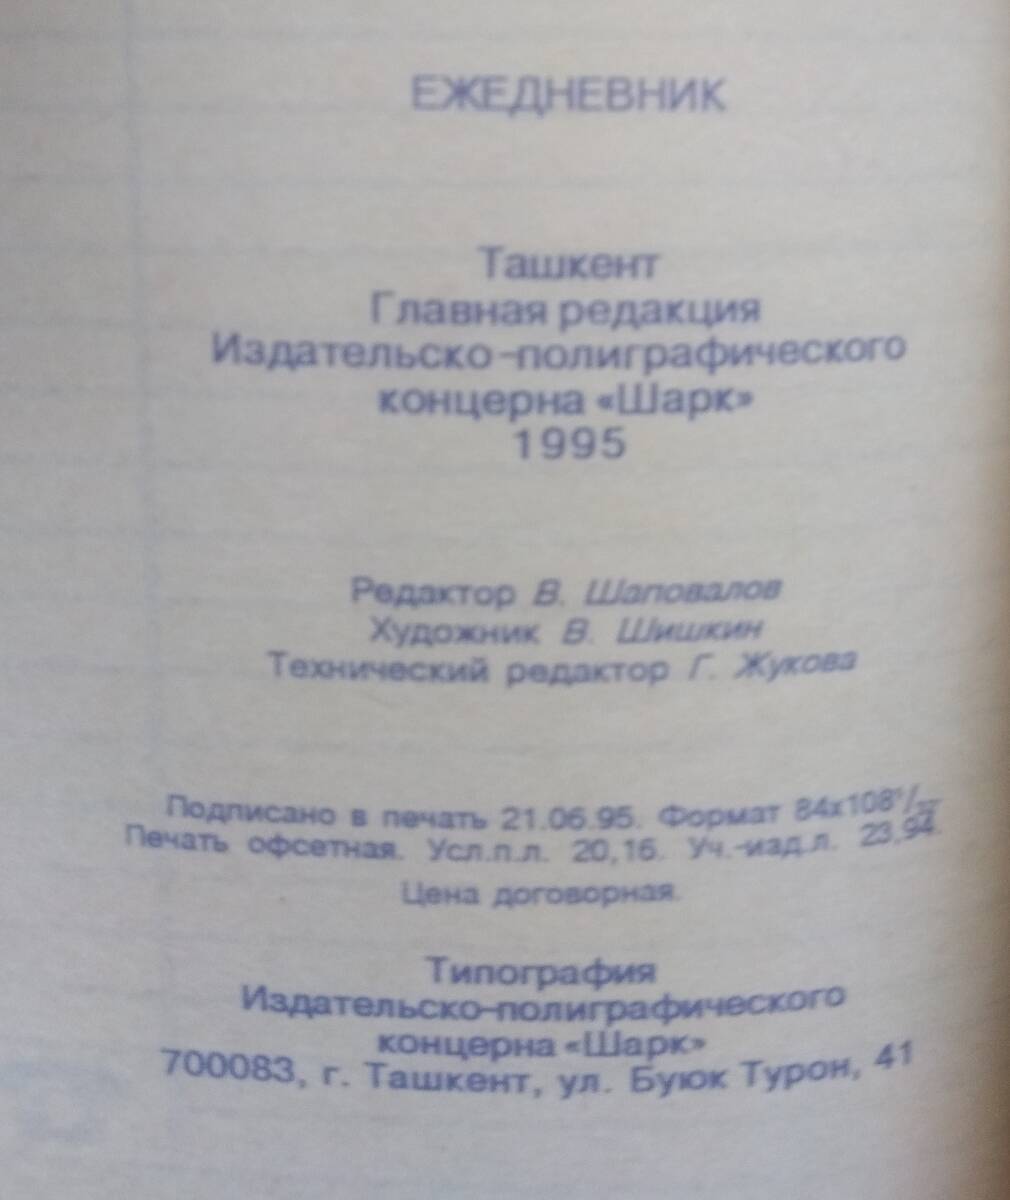 ЕЖЕДНЕВНИК
Ташкент
Главная редакция
Издательско-полиграфического
концерна «Шарк»
1995
Редактор В. Шаповалов
Художник В. Шишкин
Технический редактор Г. Жукова
Подписано в печать 21.06.95. Формат 84х108¹/
Печать офсетная. Усл.п.л. 20,16. Уч.-изд.л. 23,94.
Цена договорная.
Типография
Издательско-полиграфического
концерна «Шарк»
700083, г. Ташкент, ул. Буюк Турон, 41